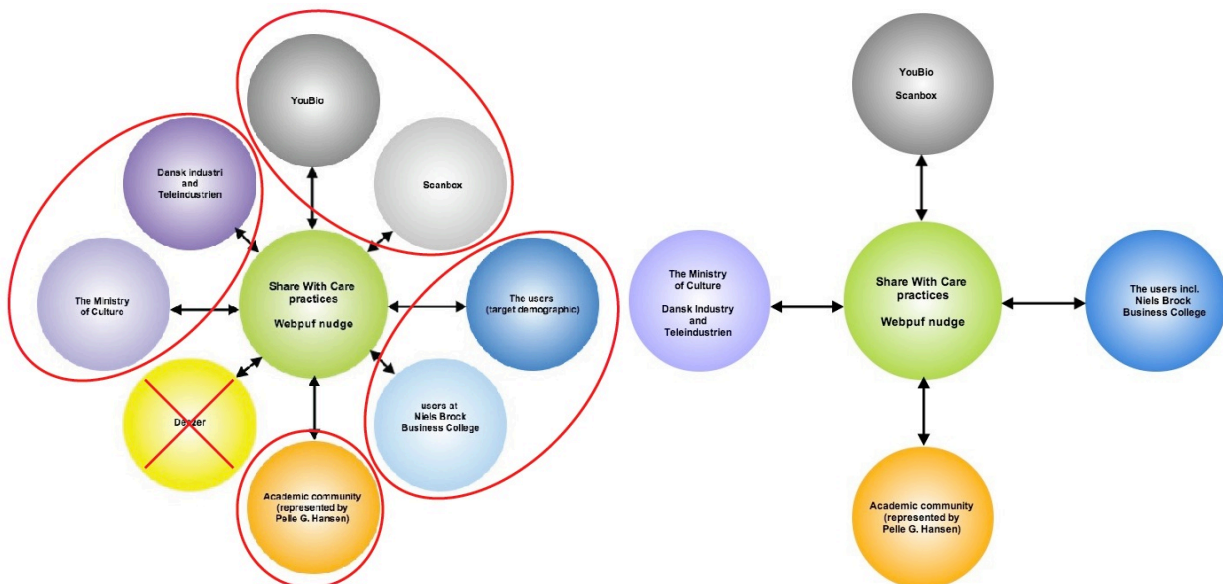 YouBio
Dansk industri
and
Teleindustrien
Scanbox
The Ministry
of Culture
Share With Care
practices
Webpuf nudge
The users
(target demographic)
Deezer
users at
Niels Brock
Business College
Academic community
(represented by
Pelle G. Hansen)
YouBio
Scanbox
The Ministry
of Culture
Dansk Industry
and
Teleindustrien
Share With Care
practices
Webpuf nudge
The users incl.
Niels Brock
Business College
Academic community
(represented by
Pelle G. Hansen)